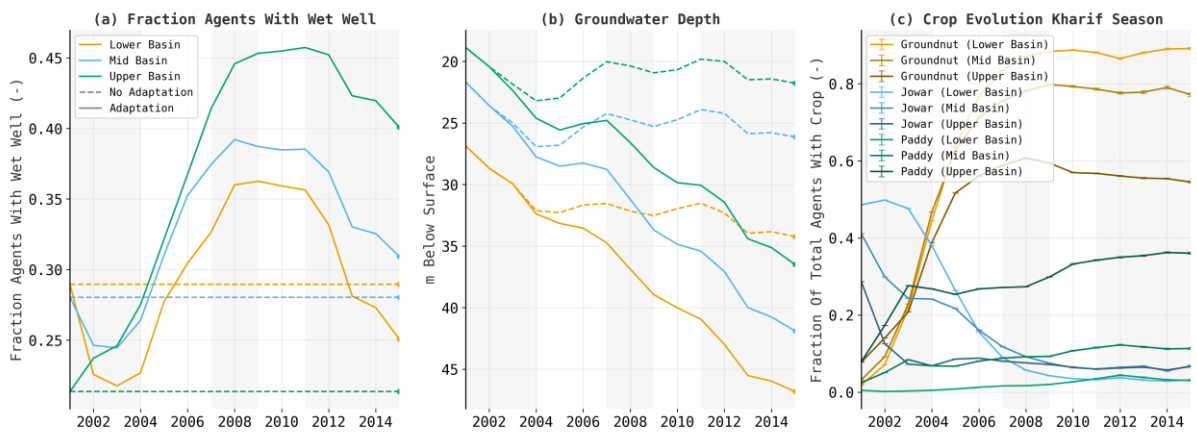 (a) Fraction Agents With Wet Well
Fraction Agents With Wet Well (-)
0.45
0.40
0.35
0.30
0.25
Lower Basin
Mid Basin
Upper Basin
No Adaptation
Adaptation
2002 2004 2006 2008 2010 2012 2014
(b) Groundwater Depth
m Below Surface
20
25
30
35
40
45
2002 2004 2006 2008 2010 2012 2014
(c) Crop Evolution Kharif Season
Fraction Of Total Agents With Crop (-)
0.8
0.6
0.4
0.2
0.0
Groundnut (Lower Basin)
Groundnut (Mid Basin)
Groundnut (Upper Basin)
Jowar (Lower Basin)
Jowar (Mid Basin)
Jowar (Upper Basin)
Paddy (Lower Basin)
Paddy (Mid Basin)
Paddy (Upper Basin)
2002 2004 2006 2008 2010 2012 2014